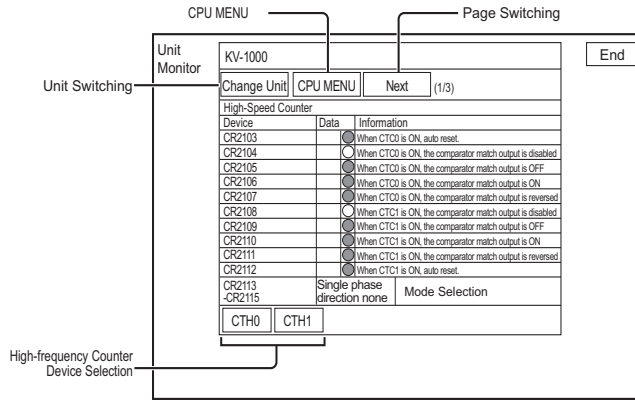 CPU MENU
Page Switching
Unit Monitor
KV-1000
End
Unit Switching
Change Unit CPU MENU Next (1/3)
High-Speed Counter
Device Data Information
CR2103 When CTC0 is ON, auto reset.
CR2104 When CTC0 is ON, the comparator match output is disabled
CR2105 When CTC0 is ON, the comparator match output is OFF
CR2106 When CTC0 is ON, the comparator match output is ON
CR2107 When CTC0 is ON, the comparator match output is reversed
CR2108 When CTC1 is ON, the comparator match output is disabled
CR2109 When CTC1 is ON, the comparator match output is OFF
CR2110 When CTC1 is ON, the comparator match output is ON
CR2111 When CTC1 is ON, the comparator match output is reversed
CR2112 When CTC1 is ON, auto reset.
CR2113
-CR2115
Single phase
direction none
Mode Selection
CTH0 CTH1
High-frequency Counter
Device Selection